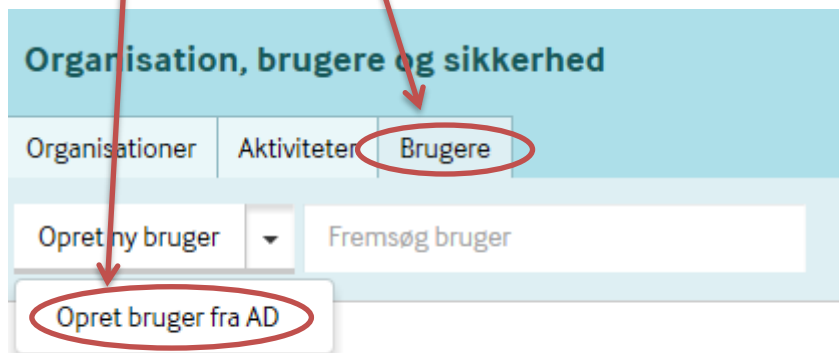 Organisation, brugere og sikkerhed
Organisationer Aktiviteter Brugere
Opret ny bruger Fremsøg bruger
Opret bruger fra AD